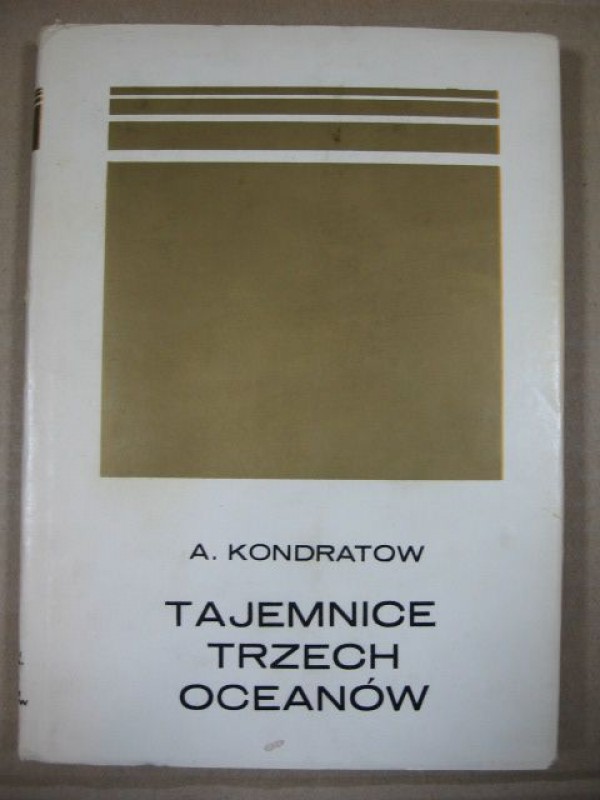 A. KONDRATOW
TAJEMNICE
TRZECH
OCEANÓW